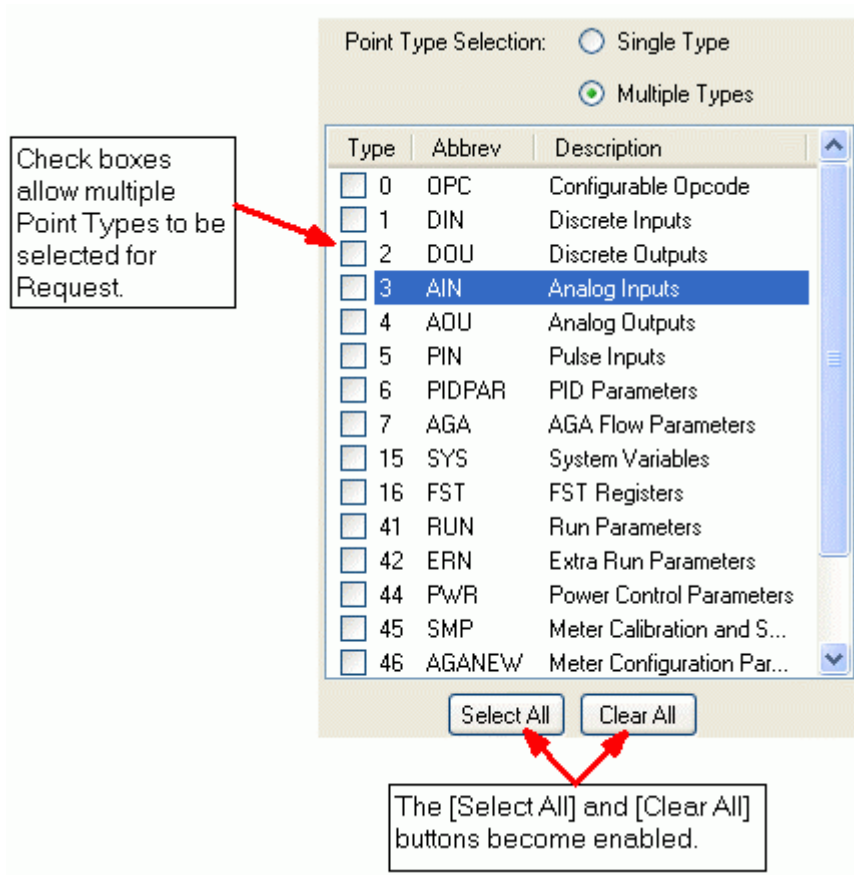 Point Type Selection: Single Type
Multiple Types
Check boxes
allow multiple
Point Types to be
selected for
Request.
Type Abbrev Description
0 OPC Configurable Opcode
1 DIN Discrete Inputs
2 DOU Discrete Outputs
3 AIN Analog Inputs
4 AOU Analog Outputs
5 PIN Pulse Inputs
6 PIDPAR PID Parameters
7 AGA AGA Flow Parameters
15 SYS System Variables
16 FST FST Registers
41 RUN Run Parameters
42 ERN Extra Run Parameters
44 PWR Power Control Parameters
45 SMP Meter Calibration and S...
46 AGANEW Meter Configuration Par...
Select All Clear All
The [Select All] and [Clear All]
buttons become enabled.